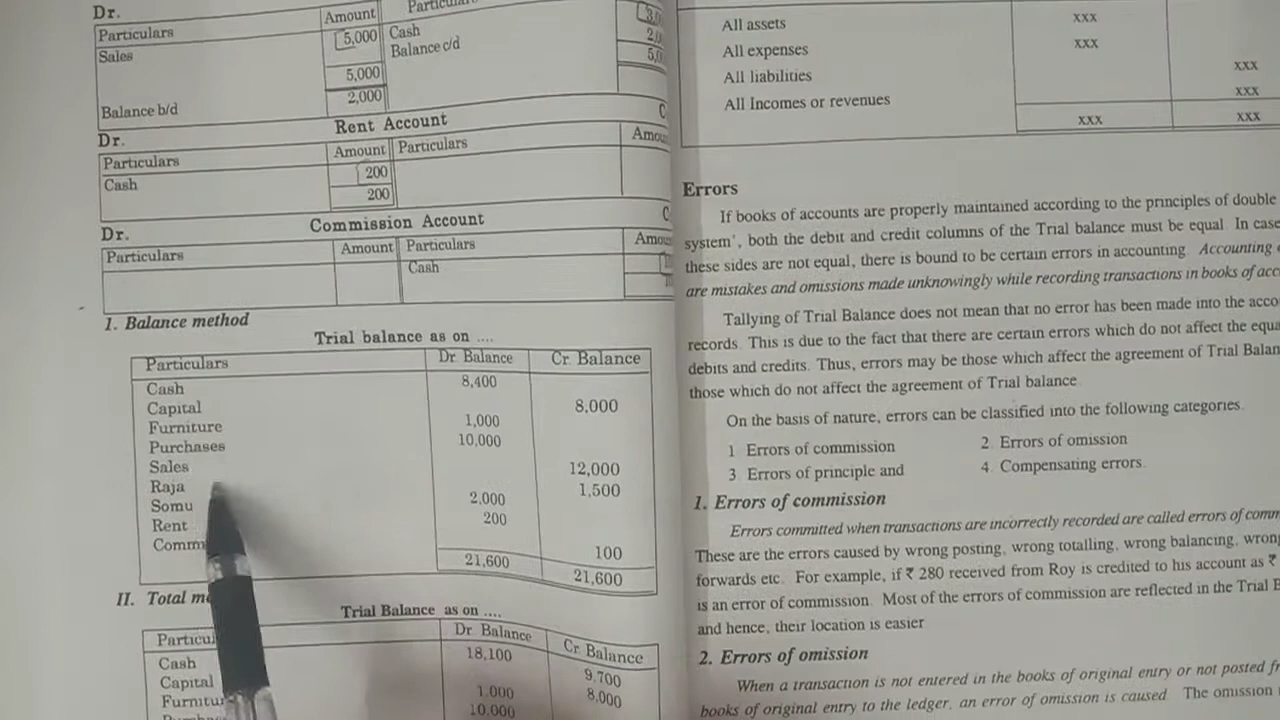 Dr.
Particulars Amount
Sales 5,000 Cash
Balance c/d
5,000
Balance b/d 2,000
Rent Account
Dr.
Particulars Amount Particulars
Cash 200
200
Commission Account
Dr.
Particulars Amount Particulars
Cash
1. Balance method
Trial balance as on ....
Particulars Dr. Balance Cr. Balance
Cash 8,400
Capital 8,000
Furniture 1,000
Purchases 10,000
Sales 12,000
Raja 1,500
Somu 2,000
Rent 200
Comm 100
21,600 21,600
II. Total m
Trial Balance as on ....
Particul Dr. Balance Cr. Balance
Cash 18,100 9,700
Capital 8,000
Furnitu 1,000
10,000
All assets xxx
All expenses xxx
All liabilities xxx
All Incomes or revenues xxx
xxx xxx
Errors
If books of accounts are properly maintained according to the principles of double
system', both the debit and credit columns of the Trial balance must be equal. In case
these sides are not equal, there is bound to be certain errors in accounting. Accounting
are mistakes and omissions made unknowingly while recording transactions in books of acc
Tallying of Trial Balance does not mean that no error has been made into the acco
records. This is due to the fact that there are certain errors which do not affect the equa
debits and credits. Thus, errors may be those which affect the agreement of Trial Balan
those which do not affect the agreement of Trial balance
On the basis of nature, errors can be classified into the following categories.
1 Errors of commission 2 Errors of omission
3 Errors of principle and 4. Compensating errors.
1. Errors of commission
Errors committed when transactions are incorrectly recorded are called errors of comm
These are the errors caused by wrong posting, wrong totalling, wrong balancing, wrong
forwards etc. For example, if ₹ 280 received from Roy is credited to his account as ₹
is an error of commission. Most of the errors of commission are reflected in the Trial B
and hence, their location is easier
2. Errors of omission
When a transaction is not entered in the books of original entry or not posted fr
books of original entry to the ledger, an error of omission is caused. The omission